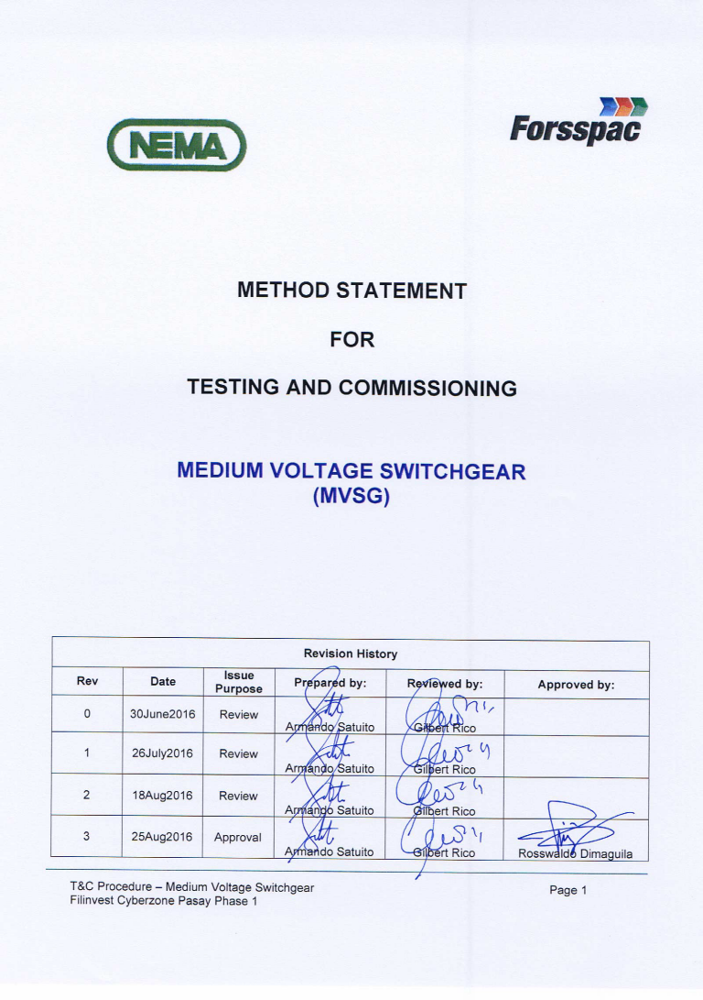 NEMA
Forsspac
METHOD STATEMENT
FOR
TESTING AND COMMISSIONING
MEDIUM VOLTAGE SWITCHGEAR
(MVSG)
Revision History
Rev Date Issue Purpose Prepared by: Reviewed by: Approved by:
0 30June2016 Review Armando Satuito Gilbert Rico
1 26July2016 Review Armando Satuito Gilbert Rico
2 18Aug2016 Review Armando Satuito Gilbert Rico
3 25Aug2016 Approval Armando Satuito Gilbert Rico Rosswaldo Dimaguila
T&C Procedure – Medium Voltage Switchgear
Filinvest Cyberzone Pasay Phase 1
Page 1